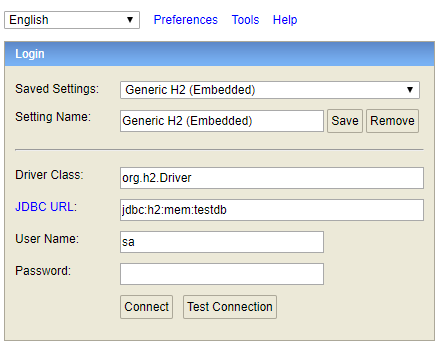 English Preferences Tools Help
Login
Saved Settings: Generic H2 (Embedded)
Setting Name: Generic H2 (Embedded) Save Remove
Driver Class: org.h2.Driver
JDBC URL: jdbc:h2:mem:testdb
User Name: sa
Password:
Connect Test Connection